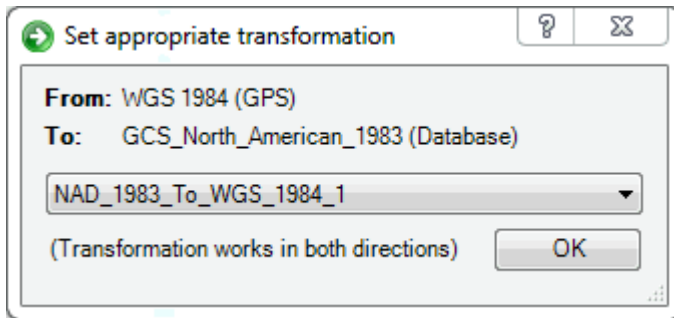 Set appropriate transformation
From: WGS 1984 (GPS)
To: GCS_North_American_1983 (Database)
NAD_1983_To_WGS_1984_1
(Transformation works in both directions) OK